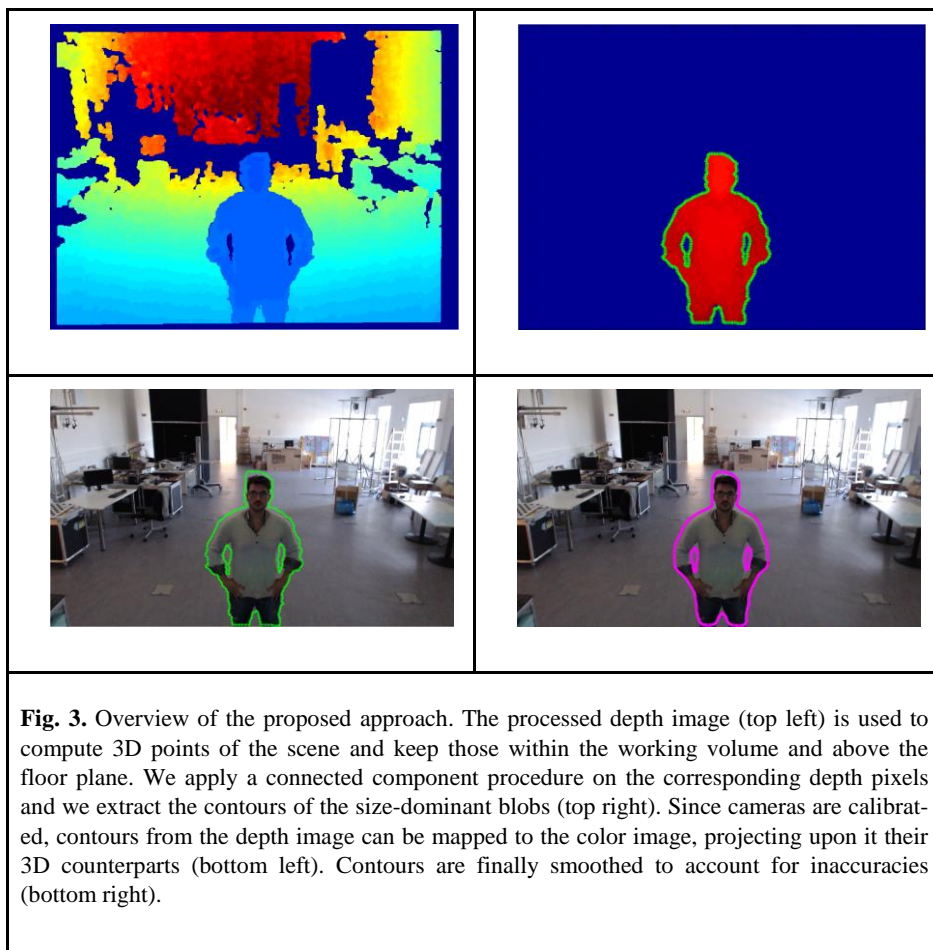 Fig. 3. Overview of the proposed approach. The processed depth image (top left) is used to
compute 3D points of the scene and keep those within the working volume and above the
floor plane. We apply a connected component procedure on the corresponding depth pixels
and we extract the contours of the size-dominant blobs (top right). Since cameras are calibrat-
ed, contours from the depth image can be mapped to the color image, projecting upon it their
3D counterparts (bottom left). Contours are finally smoothed to account for inaccuracies
(bottom right).